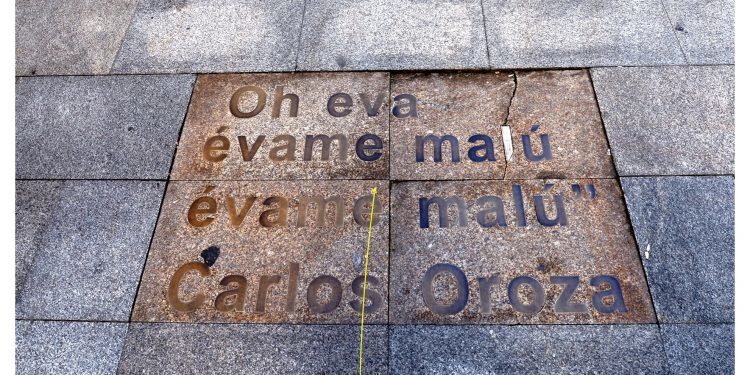 Oh eva
évame malú
évame malú”
Carlos Oroza